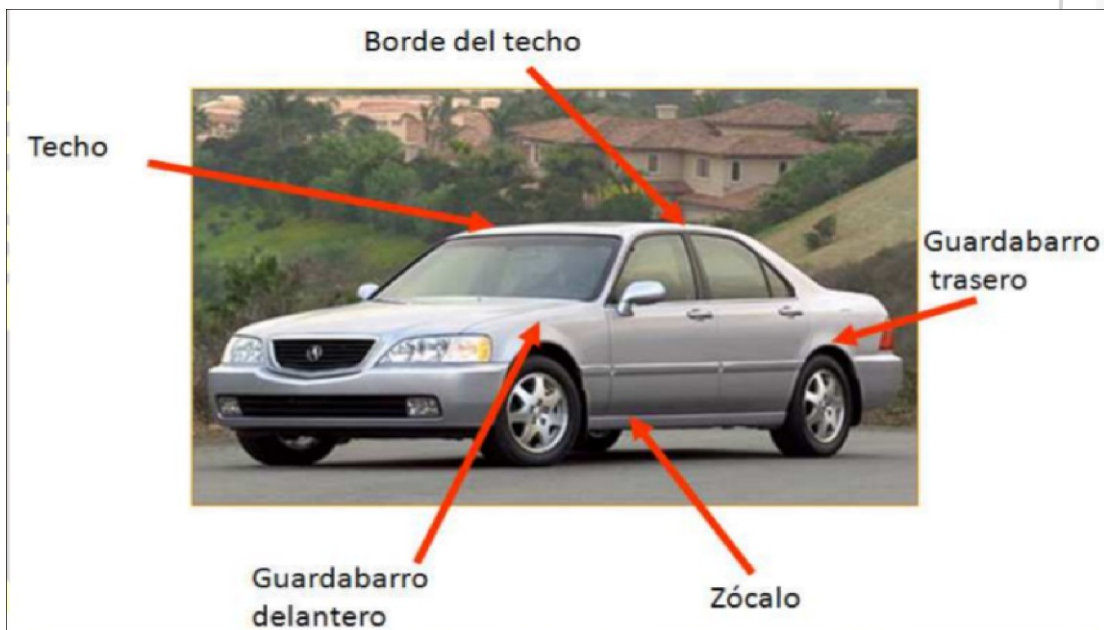 Borde del techo
Techo
Guardabarro
trasero
Guardabarro
delantero
Zócalo